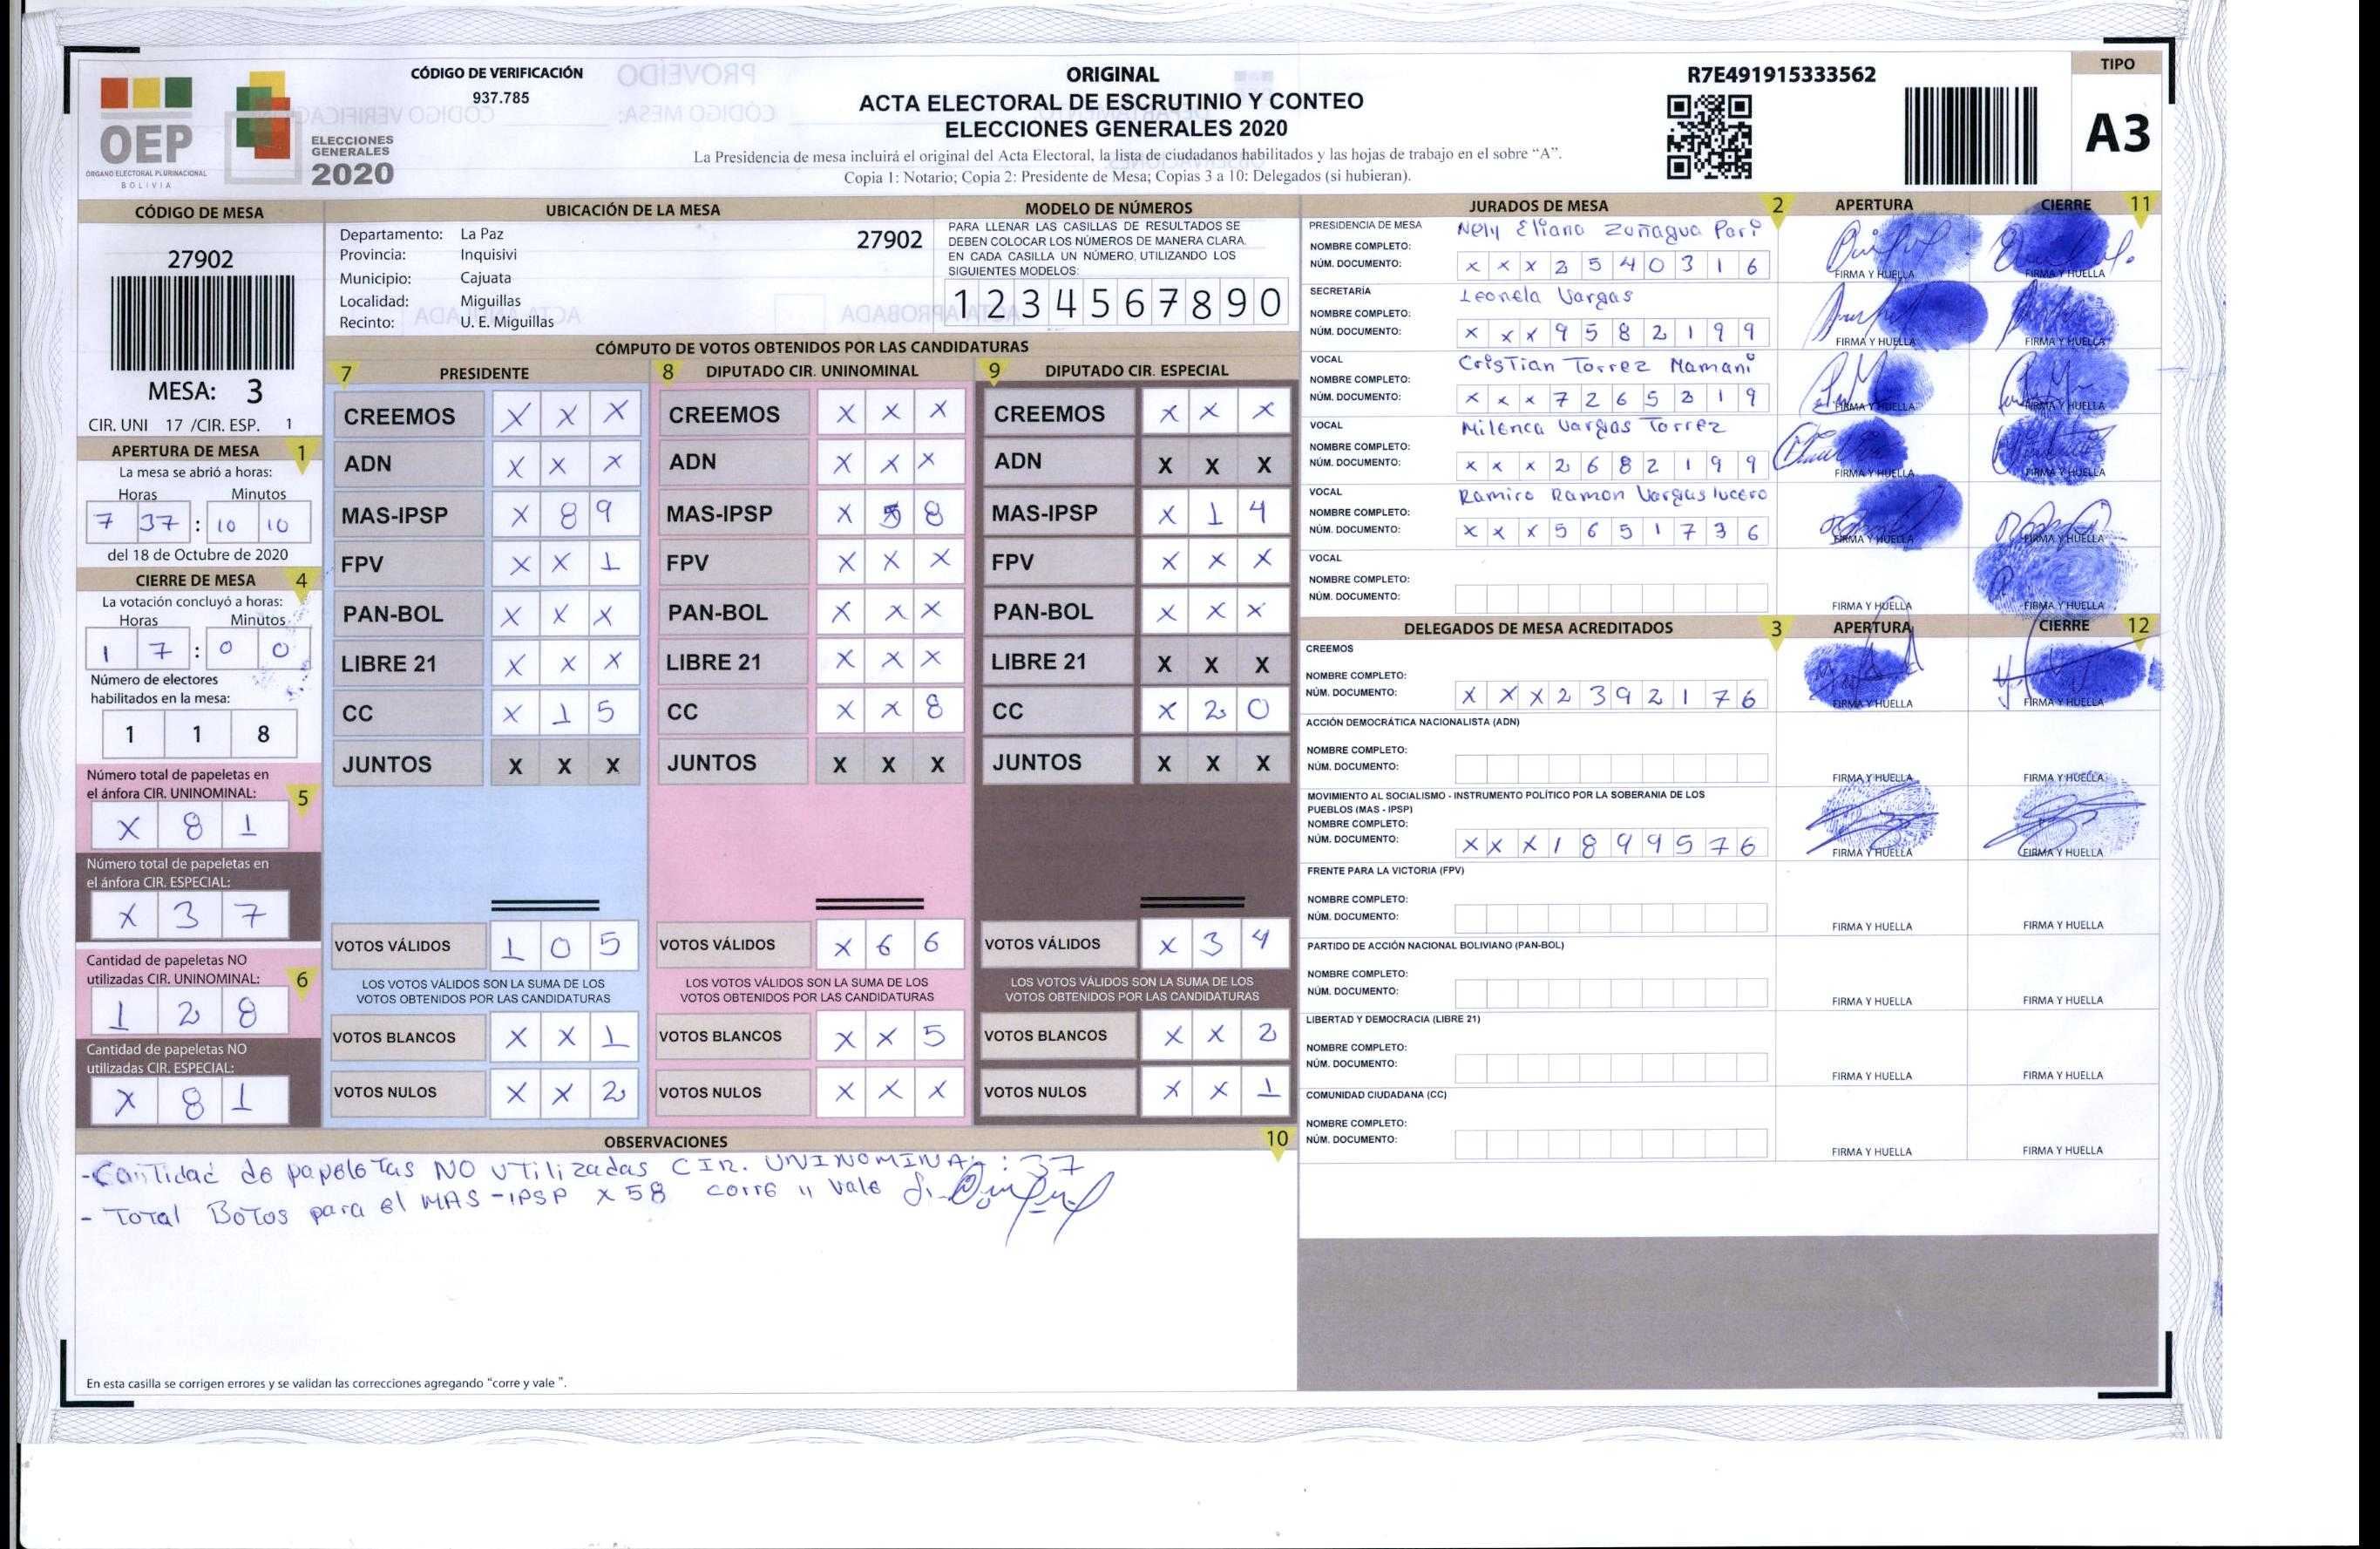 CÓDIGO DE VERIFICACIÓN
937.785
ORIGINAL
ACTA ELECTORAL DE ESCRUTINIO Y CONTEO
ELECCIONES GENERALES 2020
La Presidencia de mesa incluirá el original del Acta Electoral, la lista de ciudadanos habilitados y las hojas de trabajo en el sobre “A”.
Copia 1: Notario; Copia 2: Presidente de Mesa; Copias 3 a 10: Delegados (si hubieran).
R7E491915333562
TIPO
A3
OEP
ÓRGANO ELECTORAL PLURINACIONAL
BOLIVIA
ELECCIONES
GENERALES
2020
CÓDIGO DE MESA
27902
MESA: 3
CIR. UNI 17 /CIR. ESP. 1
UBICACIÓN DE LA MESA
Departamento: La Paz
27902
Provincia: Inquisivi
Municipio: Cajuata
Localidad: Miguillas
Recinto: U. E. Miguillas
MODELO DE NÚMEROS
PARA LLENAR LAS CASILLAS DE RESULTADOS SE
DEBEN COLOCAR LOS NÚMEROS DE MANERA CLARA.
EN CADA CASILLA UN NÚMERO, UTILIZANDO LOS
SIGUIENTES MODELOS:
1 2 3 4 5 6 7 8 9 0
APERTURA DE MESA 1
La mesa se abrió a horas:
Horas Minutos
7 37 : 10 10
del 18 de Octubre de 2020
CIERRE DE MESA 4
La votación concluyó a horas:
Horas Minutos
1 7 : 0 0
Número de electores
habilitados en la mesa:
1 1 8
Número total de papeletas en
el ánfora CIR. UNINOMINAL: 5
X 8 1
Número total de papeletas en
el ánfora CIR. ESPECIAL:
X 3 7
Cantidad de papeletas NO
utilizadas CIR. UNINOMINAL: 6
1 2 8
Cantidad de papeletas NO
utilizadas CIR. ESPECIAL:
X 8 1
CÓMPUTO DE VOTOS OBTENIDOS POR LAS CANDIDATURAS
7 PRESIDENTE
CREEMOS X X X
ADN X X X
MAS-IPSP X 8 9
FPV X X 1
PAN-BOL X X X
LIBRE 21 X X X
CC X 1 5
JUNTOS X X X
VOTOS VÁLIDOS 1 0 5
LOS VOTOS VÁLIDOS SON LA SUMA DE LOS
VOTOS OBTENIDOS POR LAS CANDIDATURAS
VOTOS BLANCOS X X 1
VOTOS NULOS X X 2
8 DIPUTADO CIR. UNINOMINAL
CREEMOS X X X
ADN X X X
MAS-IPSP X 5 8
FPV X X X
PAN-BOL X X X
LIBRE 21 X X X
CC X X 8
JUNTOS X X X
VOTOS VÁLIDOS X 6 6
LOS VOTOS VÁLIDOS SON LA SUMA DE LOS
VOTOS OBTENIDOS POR LAS CANDIDATURAS
VOTOS BLANCOS X X 5
VOTOS NULOS X X X
9 DIPUTADO CIR. ESPECIAL
CREEMOS X X X
ADN X X X
MAS-IPSP X 1 4
FPV X X X
PAN-BOL X X X
LIBRE 21 X X X
CC X 2 0
JUNTOS X X X
VOTOS VÁLIDOS X 3 4
LOS VOTOS VÁLIDOS SON LA SUMA DE LOS
VOTOS OBTENIDOS POR LAS CANDIDATURAS
VOTOS BLANCOS X X 2
VOTOS NULOS X X 1
OBSERVACIONES 10
- Cantidad de papeletas NO utilizadas CIR. UNINOMINAL : 37
- Total Botos para el MAS-IPSP X 58 corre y vale
En esta casilla se corrigen errores y se validan las correcciones agregando “corre y vale ”.
JURADOS DE MESA 2 APERTURA CIERRE 11
PRESIDENCIA DE MESA Nely Eliana Zuñagua Pari
NOMBRE COMPLETO:
NÚM. DOCUMENTO: X X X 2 5 4 0 3 1 6
FIRMA Y HUELLA FIRMA Y HUELLA
SECRETARÍA Leonela Vargas
NOMBRE COMPLETO:
NÚM. DOCUMENTO: X X X 9 5 8 2 1 9 9
FIRMA Y HUELLA FIRMA Y HUELLA
VOCAL Cristian Torrez Mamani
NOMBRE COMPLETO:
NÚM. DOCUMENTO: X X X 7 2 6 5 2 1 9
FIRMA Y HUELLA FIRMA Y HUELLA
VOCAL Milenca Vargas Torrez
NOMBRE COMPLETO:
NÚM. DOCUMENTO: X X X 2 6 8 2 1 9 9
FIRMA Y HUELLA FIRMA Y HUELLA
VOCAL Ramiro Ramon Vargas lucero
NOMBRE COMPLETO:
NÚM. DOCUMENTO: X X X 5 6 5 1 7 3 6
FIRMA Y HUELLA FIRMA Y HUELLA
VOCAL
NOMBRE COMPLETO:
NÚM. DOCUMENTO:
FIRMA Y HUELLA FIRMA Y HUELLA
DELEGADOS DE MESA ACREDITADOS 3 APERTURA CIERRE 12
CREEMOS
NOMBRE COMPLETO:
NÚM. DOCUMENTO: X X X 2 3 9 2 1 7 6
FIRMA Y HUELLA FIRMA Y HUELLA
ACCIÓN DEMOCRÁTICA NACIONALISTA (ADN)
NOMBRE COMPLETO:
NÚM. DOCUMENTO:
FIRMA Y HUELLA FIRMA Y HUELLA
MOVIMIENTO AL SOCIALISMO - INSTRUMENTO POLÍTICO POR LA SOBERANIA DE LOS
PUEBLOS (MAS - IPSP)
NOMBRE COMPLETO:
NÚM. DOCUMENTO: X X X 1 8 9 9 5 7 6
FIRMA Y HUELLA FIRMA Y HUELLA
FRENTE PARA LA VICTORIA (FPV)
NOMBRE COMPLETO:
NÚM. DOCUMENTO:
FIRMA Y HUELLA FIRMA Y HUELLA
PARTIDO DE ACCIÓN NACIONAL BOLIVIANO (PAN-BOL)
NOMBRE COMPLETO:
NÚM. DOCUMENTO:
FIRMA Y HUELLA FIRMA Y HUELLA
LIBERTAD Y DEMOCRACIA (LIBRE 21)
NOMBRE COMPLETO:
NÚM. DOCUMENTO:
FIRMA Y HUELLA FIRMA Y HUELLA
COMUNIDAD CIUDADANA (CC)
NOMBRE COMPLETO:
NÚM. DOCUMENTO:
FIRMA Y HUELLA FIRMA Y HUELLA